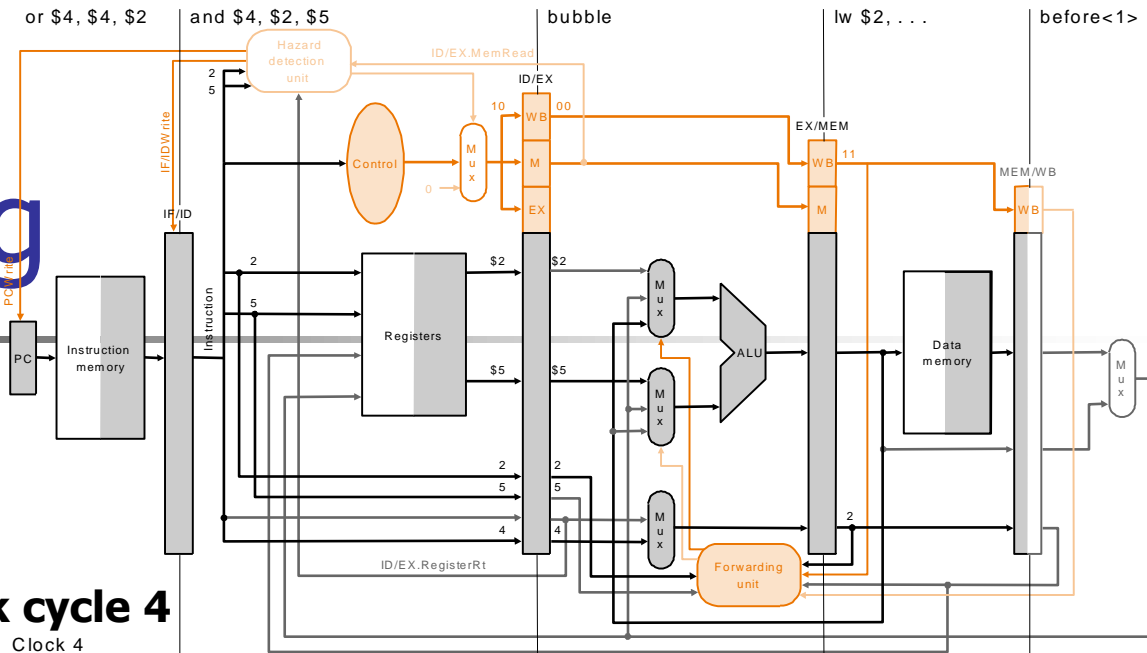 or $4, $4, $2
and $4, $2, $5
bubble
lw $2, . . .
before<1>
Hazard
detection
unit
ID/EX.MemRead
2
5
ID/EX
10
WB
00
EX/MEM
IF/IDWrite
Control
M
u
x
M
WB
11
MEM/WB
0
EX
M
WB
g
IF/ID
PCWrite
2
$2
$2
M
u
x
Instruction
5
Registers
PC
Instruction
memory
ALU
Data
memory
M
u
x
$5
$5
M
u
x
2
2
5
5
M
u
x
2
4
4
ID/EX.RegisterRt
Forwarding
unit
k cycle 4
Clock 4